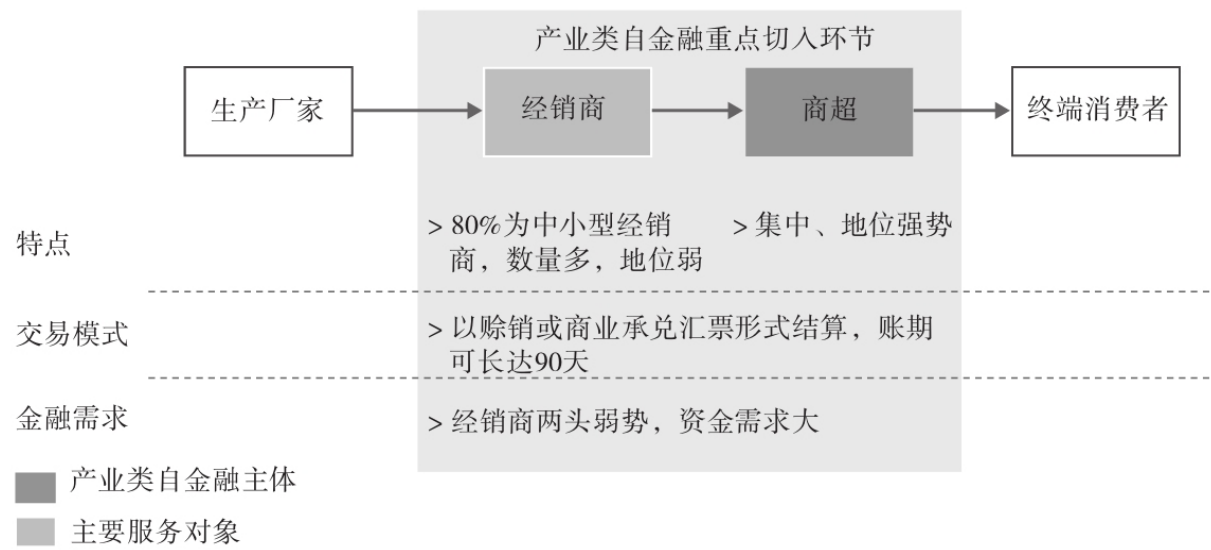 产业类自金融重点切入环节
生产厂家
经销商
商超
终端消费者
特点
> 80%为中小型经销
商，数量多，地位弱
> 集中、地位强势
交易模式
> 以赊销或商业承兑汇票形式结算，账期
可长达90天
金融需求
> 经销商两头弱势，资金需求大
产业类自金融主体
主要服务对象